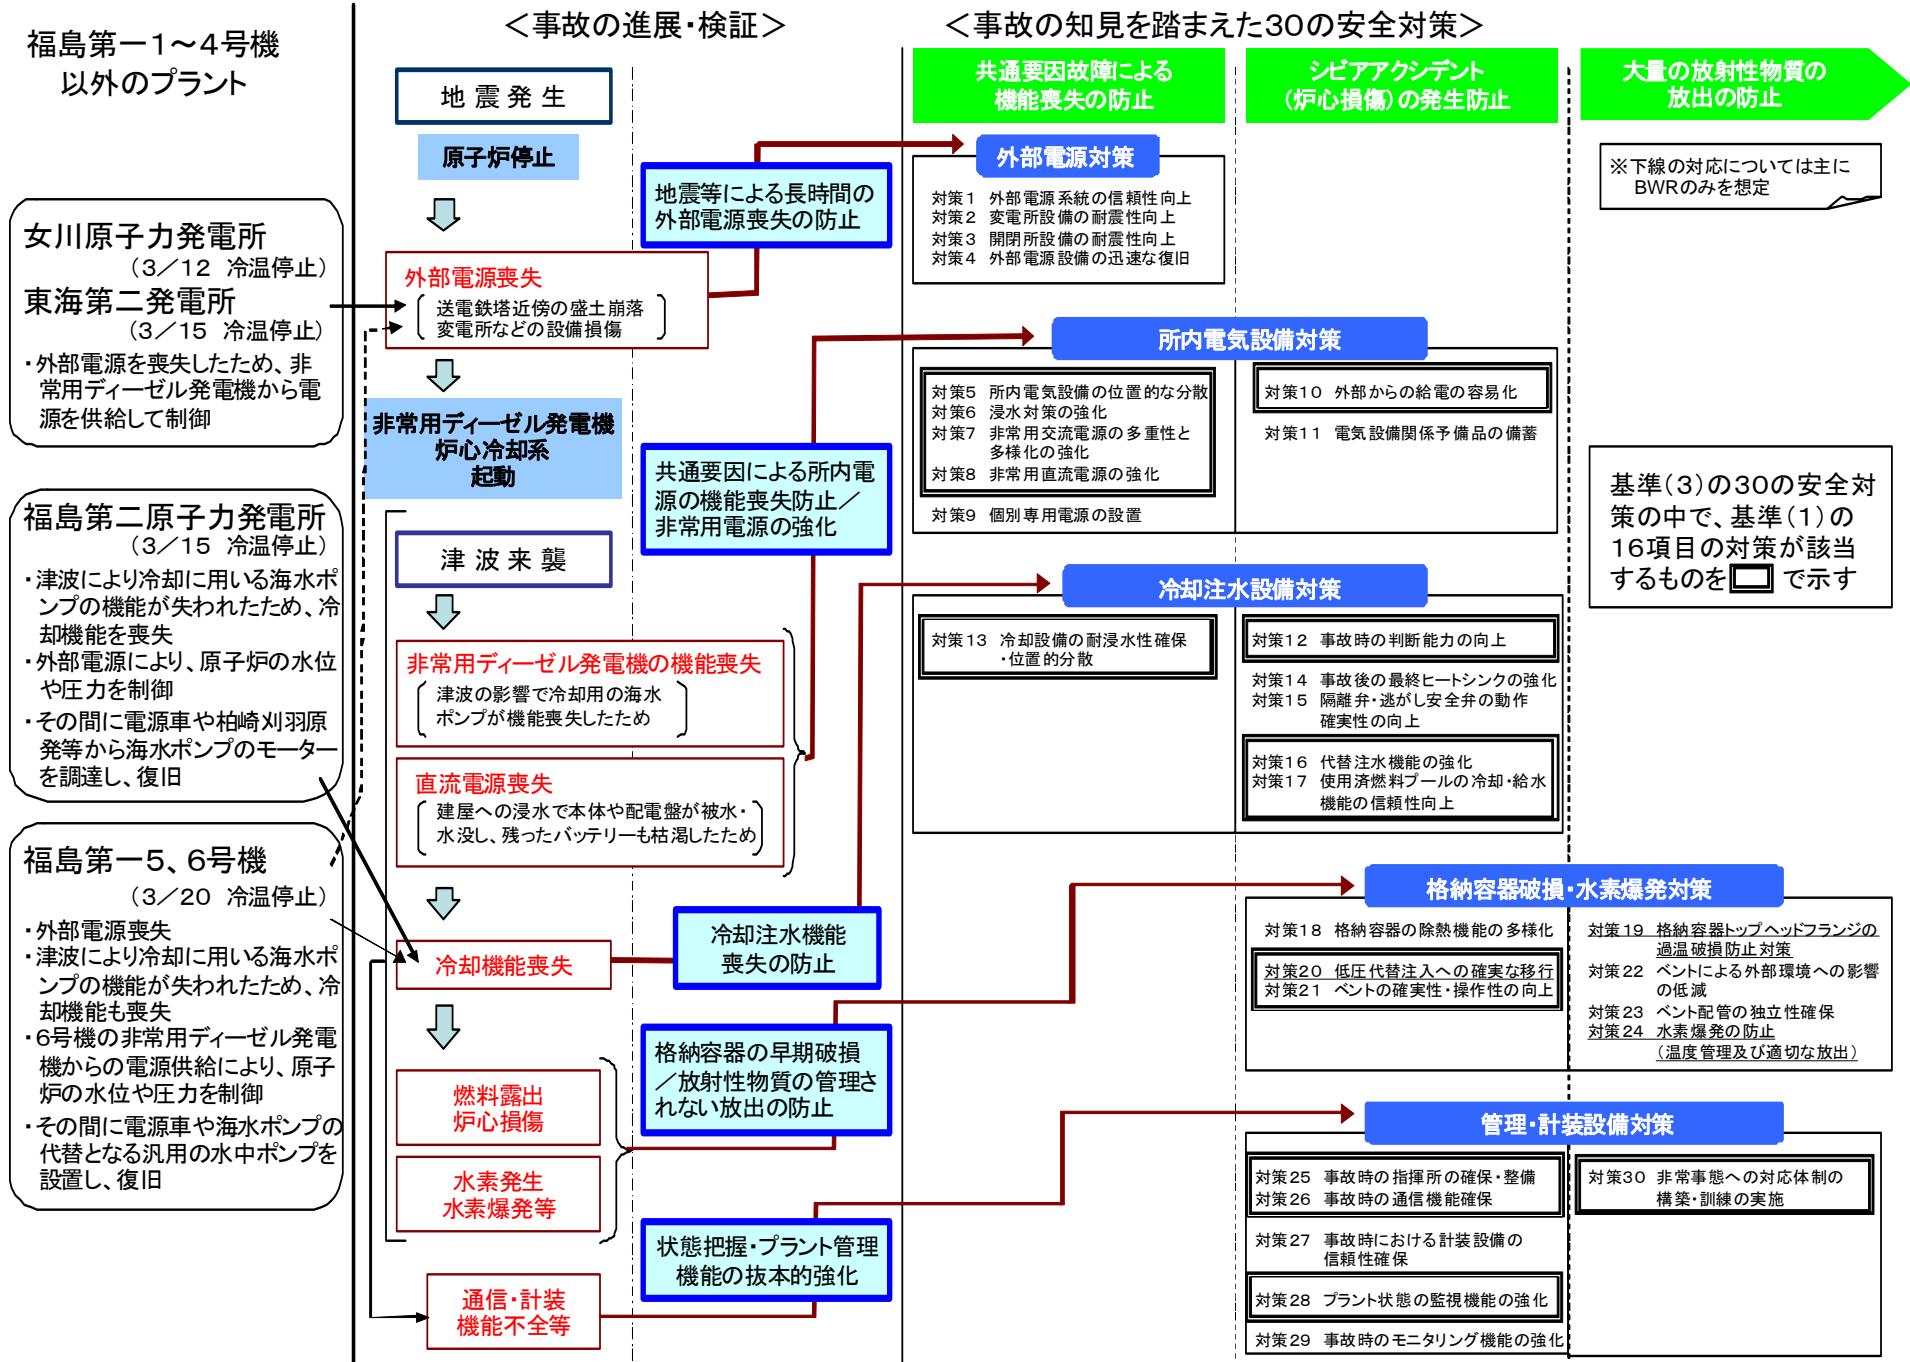 福島第一1～4号機
以外のプラント
女川原子力発電所
（3／12 冷温停止）
東海第二発電所
（3／15 冷温停止）
・外部電源を喪失したため、非
常用ディーゼル発電機から電
源を供給して制御
福島第二原子力発電所
（3／15 冷温停止）
・津波により冷却に用いる海水ポ
ンプの機能が失われたため、冷
却機能を喪失
・外部電源により、原子炉の水位
や圧力を制御
・その間に電源車や柏崎刈羽原
発等から海水ポンプのモーター
を調達し、復旧
福島第一5、6号機
（3／20 冷温停止）
・外部電源喪失
・津波により冷却に用いる海水ポ
ンプの機能が失われたため、冷
却機能も喪失
・6号機の非常用ディーゼル発電
機からの電源供給により、原子
炉の水位や圧力を制御
・その間に電源車や海水ポンプの
代替となる汎用の水中ポンプを
設置し、復旧
＜事故の進展・検証＞
地震発生
原子炉停止
外部電源喪失
送電鉄塔近傍の盛土崩落
変電所などの設備損傷
非常用ディーゼル発電機
炉心冷却系
起動
津波来襲
非常用ディーゼル発電機の機能喪失
津波の影響で冷却用の海水
ポンプが機能喪失したため
直流電源喪失
建屋への浸水で本体や配電盤が被水・
水没し、残ったバッテリーも枯渇したため
冷却機能喪失
燃料露出
炉心損傷
水素発生
水素爆発等
通信・計装
機能不全等
地震等による長時間の
外部電源喪失の防止
共通要因による所内電
源の機能喪失防止／
非常用電源の強化
冷却注水機能
喪失の防止
格納容器の早期破損
／放射性物質の管理さ
れない放出の防止
状態把握・プラント管理
機能の抜本的強化
＜事故の知見を踏まえた30の安全対策＞
共通要因故障による
機能喪失の防止
シビアアクシデント
（炉心損傷）の発生防止
大量の放射性物質の
放出の防止
※下線の対応については主に
BWRのみを想定
外部電源対策
対策1 外部電源系統の信頼性向上
対策2 変電所設備の耐震性向上
対策3 開閉所設備の耐震性向上
対策4 外部電源設備の迅速な復旧
所内電気設備対策
対策5 所内電気設備の位置的な分散
対策6 浸水対策の強化
対策7 非常用交流電源の多重性と
多様化の強化
対策8 非常用直流電源の強化
対策9 個別専用電源の設置
対策10 外部からの給電の容易化
対策11 電気設備関係予備品の備蓄
基準（3）の30の安全対
策の中で、基準（1）の
16項目の対策が該当
するものを で示す
冷却注水設備対策
対策13 冷却設備の耐浸水性確保
・位置的分散
対策12 事故時の判断能力の向上
対策14 事故後の最終ヒートシンクの強化
対策15 隔離弁・逃がし安全弁の動作
確実性の向上
対策16 代替注水機能の強化
対策17 使用済燃料プールの冷却・給水
機能の信頼性向上
格納容器破損・水素爆発対策
対策18 格納容器の除熱機能の多様化
対策20 低圧代替注入への確実な移行
対策21 ベントの確実性・操作性の向上
対策19 格納容器トップヘッドフランジの
過温破損防止対策
対策22 ベントによる外部環境への影響
の低減
対策23 ベント配管の独立性確保
対策24 水素爆発の防止
（温度管理及び適切な放出）
管理・計装設備対策
対策25 事故時の指揮所の確保・整備
対策26 事故時の通信機能確保
対策27 事故時における計装設備の
信頼性確保
対策28 プラント状態の監視機能の強化
対策29 事故時のモニタリング機能の強化
対策30 非常事態への対応体制の
構築・訓練の実施